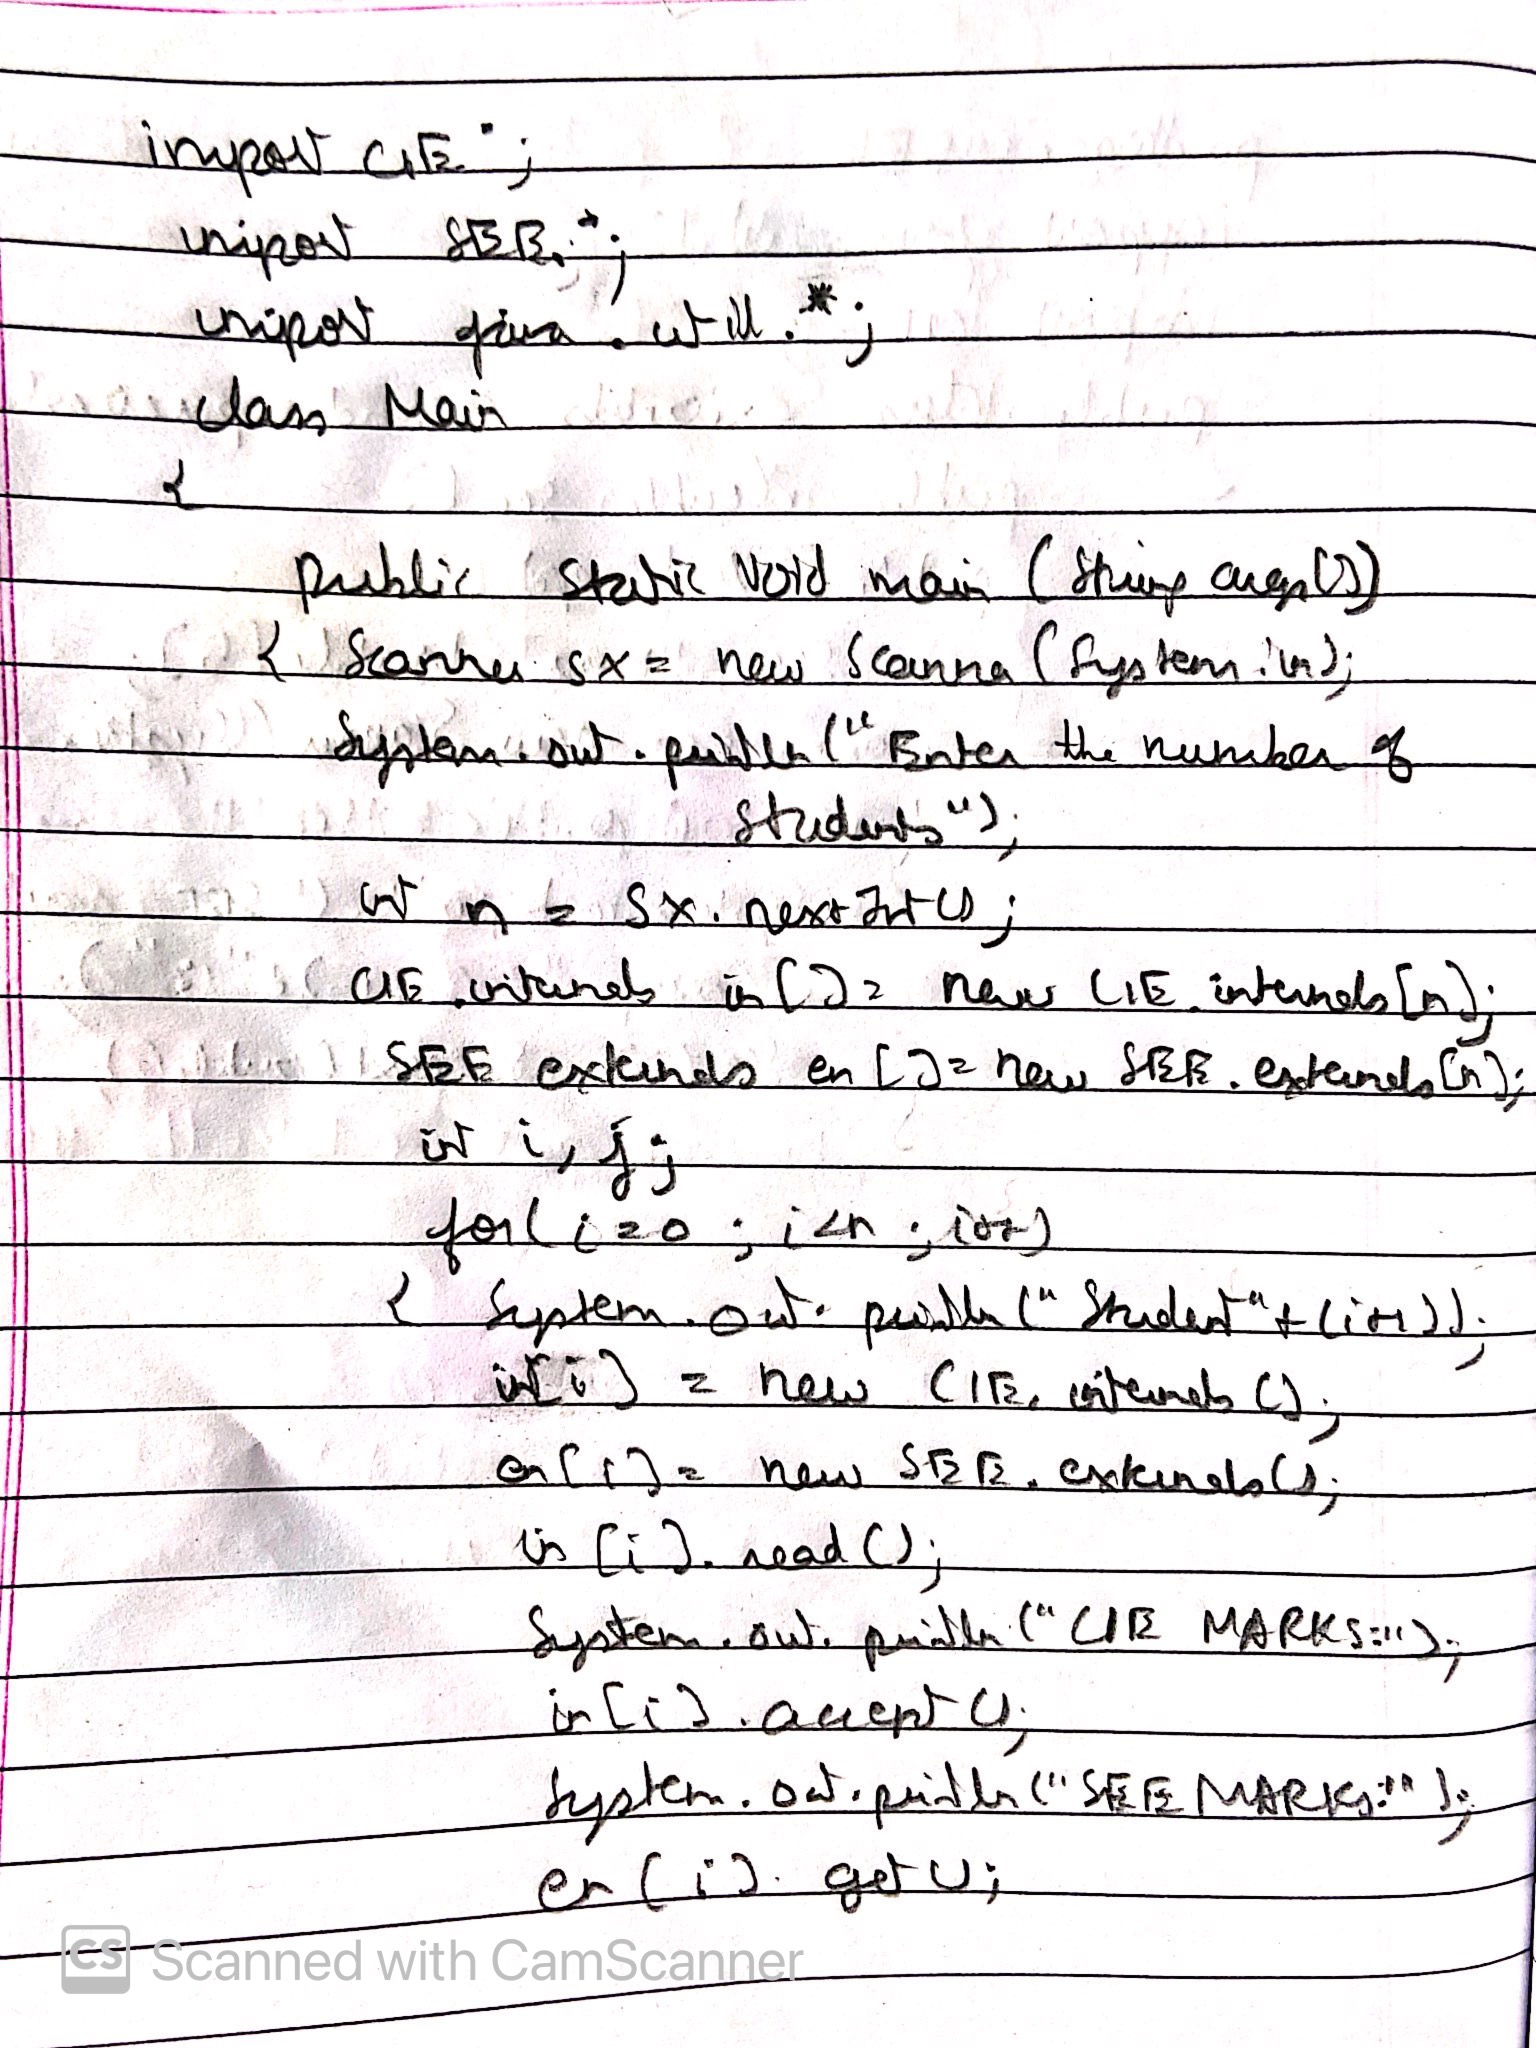 import CIE.*;
import SEE.*;
import java.util.*;
class Main
{
public static void main (String args[])
{ Scanner sx = new Scanner (System.in);
System.out.println ("Enter the number of
students");
int n = sx.nextInt();
CIE.internals in[] = new CIE.internals[n];
SEE externals en[] = new SEE.externals[n];
int i, j;
for(i=0; i<n; i++)
{ System.out.println ("Student"+(i+1));
in[i] = new CIE.internals();
en[i] = new SEE.externals();
in[i].read();
System.out.println ("CIE MARKS:");
in[i].accept();
System.out.println ("SEE MARKS:");
en[i].get();
CS Scanned with CamScanner